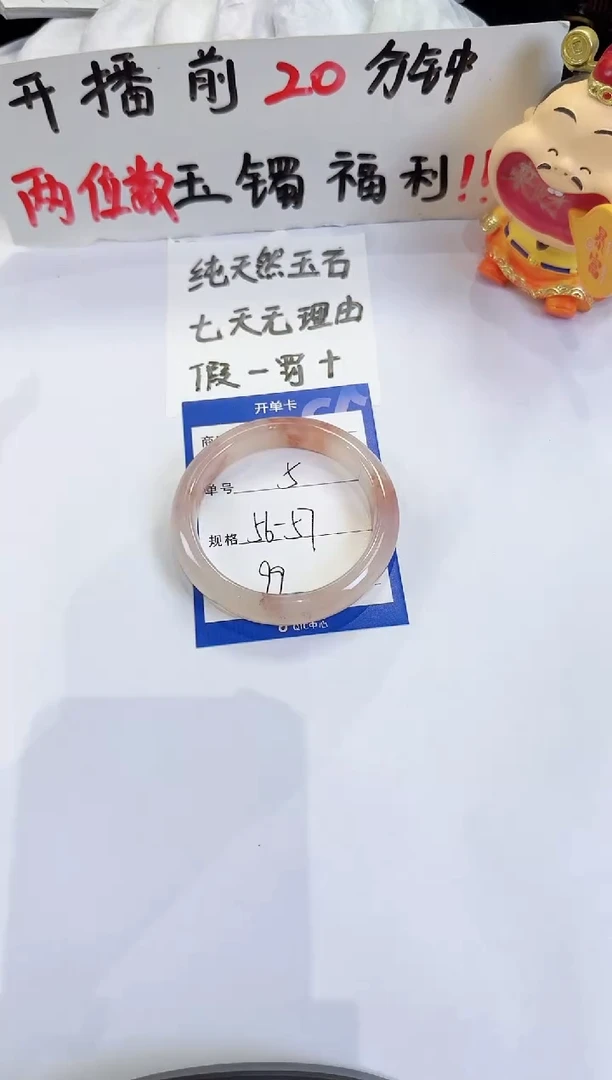 开播前20分钟
两位数玉镯福利!!
纯天然玉石
七天无理由
假一罚十
开单卡
单号 5
规格 56-57
99